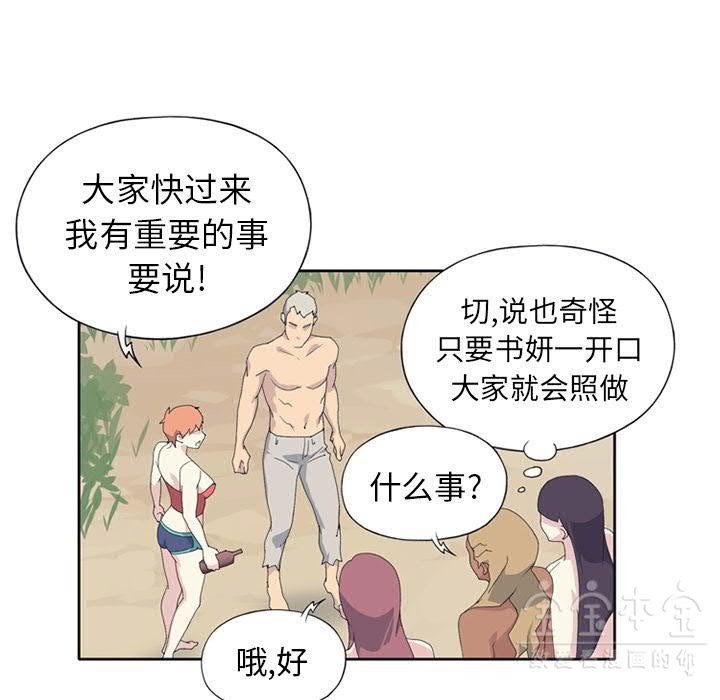 大家快过来
我有重要的事
要说!
切,说也奇怪
只要书妍一开口
大家就会照做
什么事?
哦,好